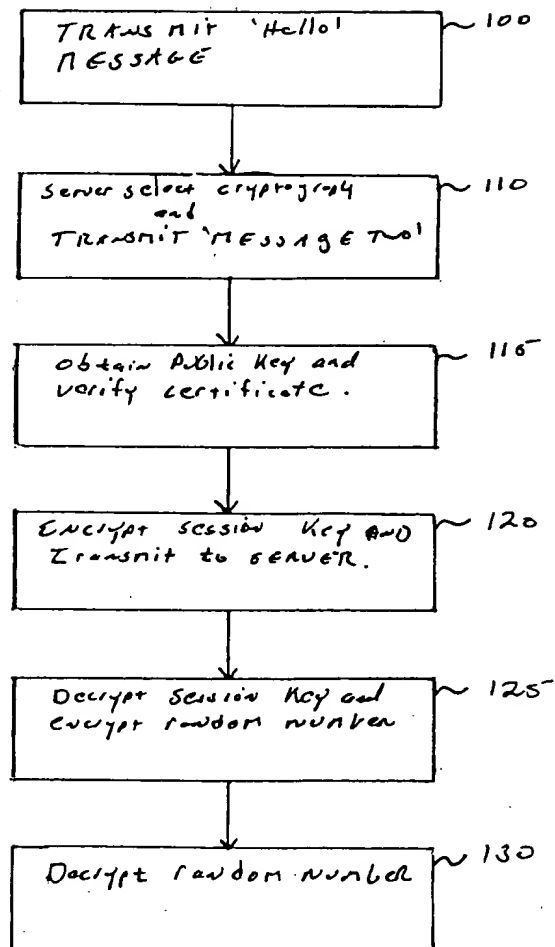 TRANSMIT 'Hello' 100
MESSAGE
Server select cryptography 110
and
TRANSMIT 'MESSAGE TWO'
Obtain Public Key and 115
verify certificate.
Encrypt session Key AND 120
Transmit to SERVER.
Decrypt Session Key and 125
encrypt random number
Decrypt random number 130